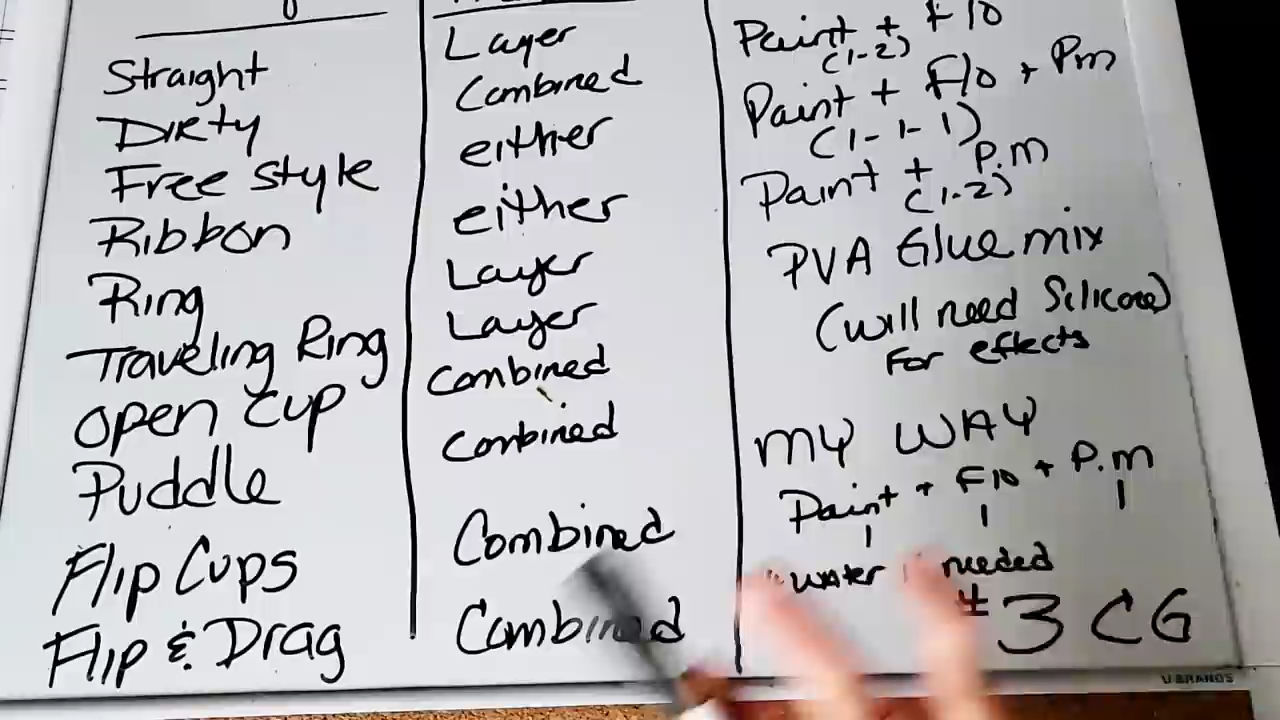 Straight
Dirty
Free Style
Ribbon
Ring
Traveling Ring
Open Cup
Puddle
Flip Cups
Flip & Drag
Layer
Combined
either
either
Layer
Layer
Combined
Combined
Combined
Combined
Paint + Flo
(1-2)
Paint + Flo + Pm
(1-1-1)
Paint + P.M
(1-2)
PVA Glue mix
(will need Silicone)
For effects
MY WAY
Paint + Flo + P.m
1 1 1
water needed
3 CG
U BRANDS